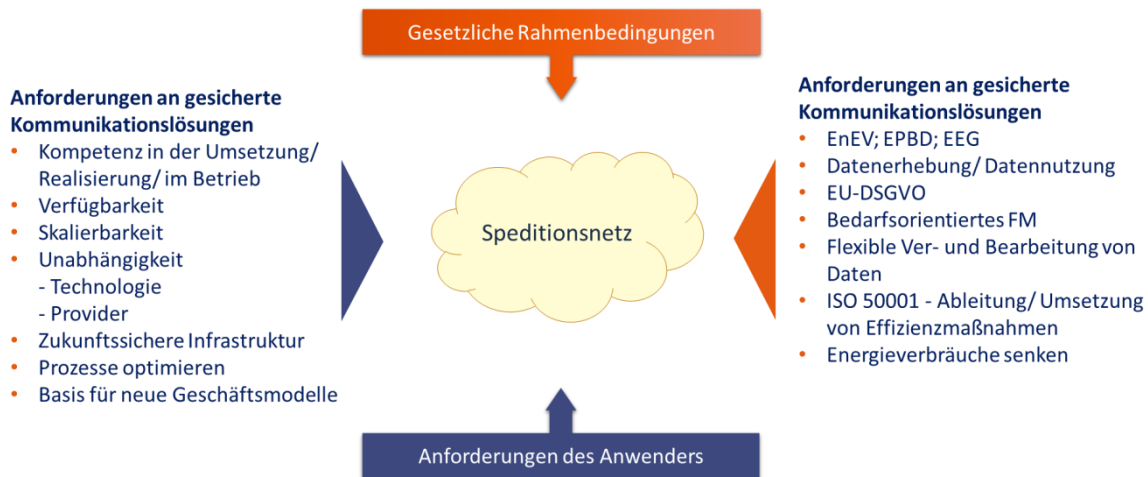 Gesetzliche Rahmenbedingungen
Anforderungen an gesicherte
Kommunikationslösungen
• Kompetenz in der Umsetzung/
Realisierung/ im Betrieb
• Verfügbarkeit
• Skalierbarkeit
• Unabhängigkeit
- Technologie
- Provider
• Zukunftssichere Infrastruktur
• Prozesse optimieren
• Basis für neue Geschäftsmodelle
Speditionsnetz
Anforderungen an gesicherte
Kommunikationslösungen
• EnEV; EPBD; EEG
• Datenerhebung/ Datennutzung
• EU-DSGVO
• Bedarfsorientiertes FM
• Flexible Ver- und Bearbeitung von
Daten
• ISO 50001 - Ableitung/ Umsetzung
von Effizienzmaßnahmen
• Energieverbräuche senken
Anforderungen des Anwenders